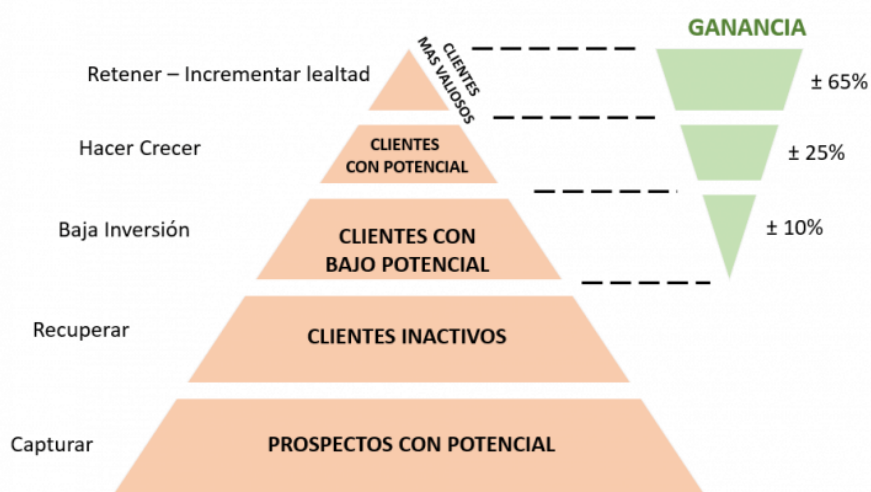 GANANCIA
Retener – Incrementar lealtad
CLIENTES
MAS VALIOSOS
± 65%
Hacer Crecer
CLIENTES
CON POTENCIAL
± 25%
Baja Inversión
CLIENTES CON
BAJO POTENCIAL
± 10%
Recuperar
CLIENTES INACTIVOS
Capturar
PROSPECTOS CON POTENCIAL